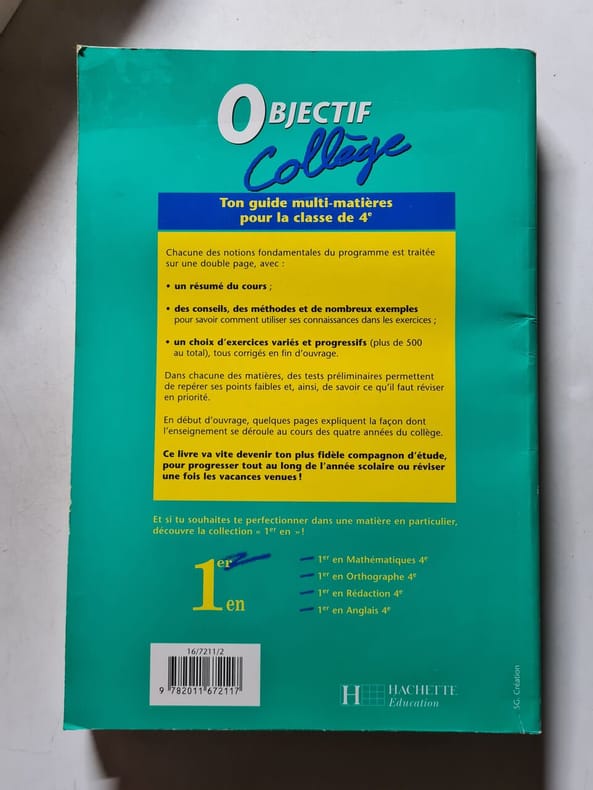 OBJECTIF
Collège
Ton guide multi-matières
pour la classe de 4e
Chacune des notions fondamentales du programme est traitée
sur une double page, avec :
• un résumé du cours ;
• des conseils, des méthodes et de nombreux exemples
pour savoir comment utiliser ses connaissances dans les exercices ;
• un choix d'exercices variés et progressifs (plus de 500
au total), tous corrigés en fin d'ouvrage.
Dans chacune des matières, des tests préliminaires permettent
de repérer ses points faibles et, ainsi, de savoir ce qu'il faut réviser
en priorité.
En début d'ouvrage, quelques pages expliquent la façon dont
l'enseignement se déroule au cours des quatre années du collège.
Ce livre va vite devenir ton plus fidèle compagnon d'étude,
pour progresser tout au long de l'année scolaire ou réviser
une fois les vacances venues !
Et si tu souhaites te perfectionner dans une matière en particulier,
découvre la collection « 1er en » !
1er en
– 1er en Mathématiques 4e
– 1er en Orthographe 4e
– 1er en Rédaction 4e
– 1er en Anglais 4e
16/7211/2
9 782011 672117
H HACHETTE
Education
SG. Création